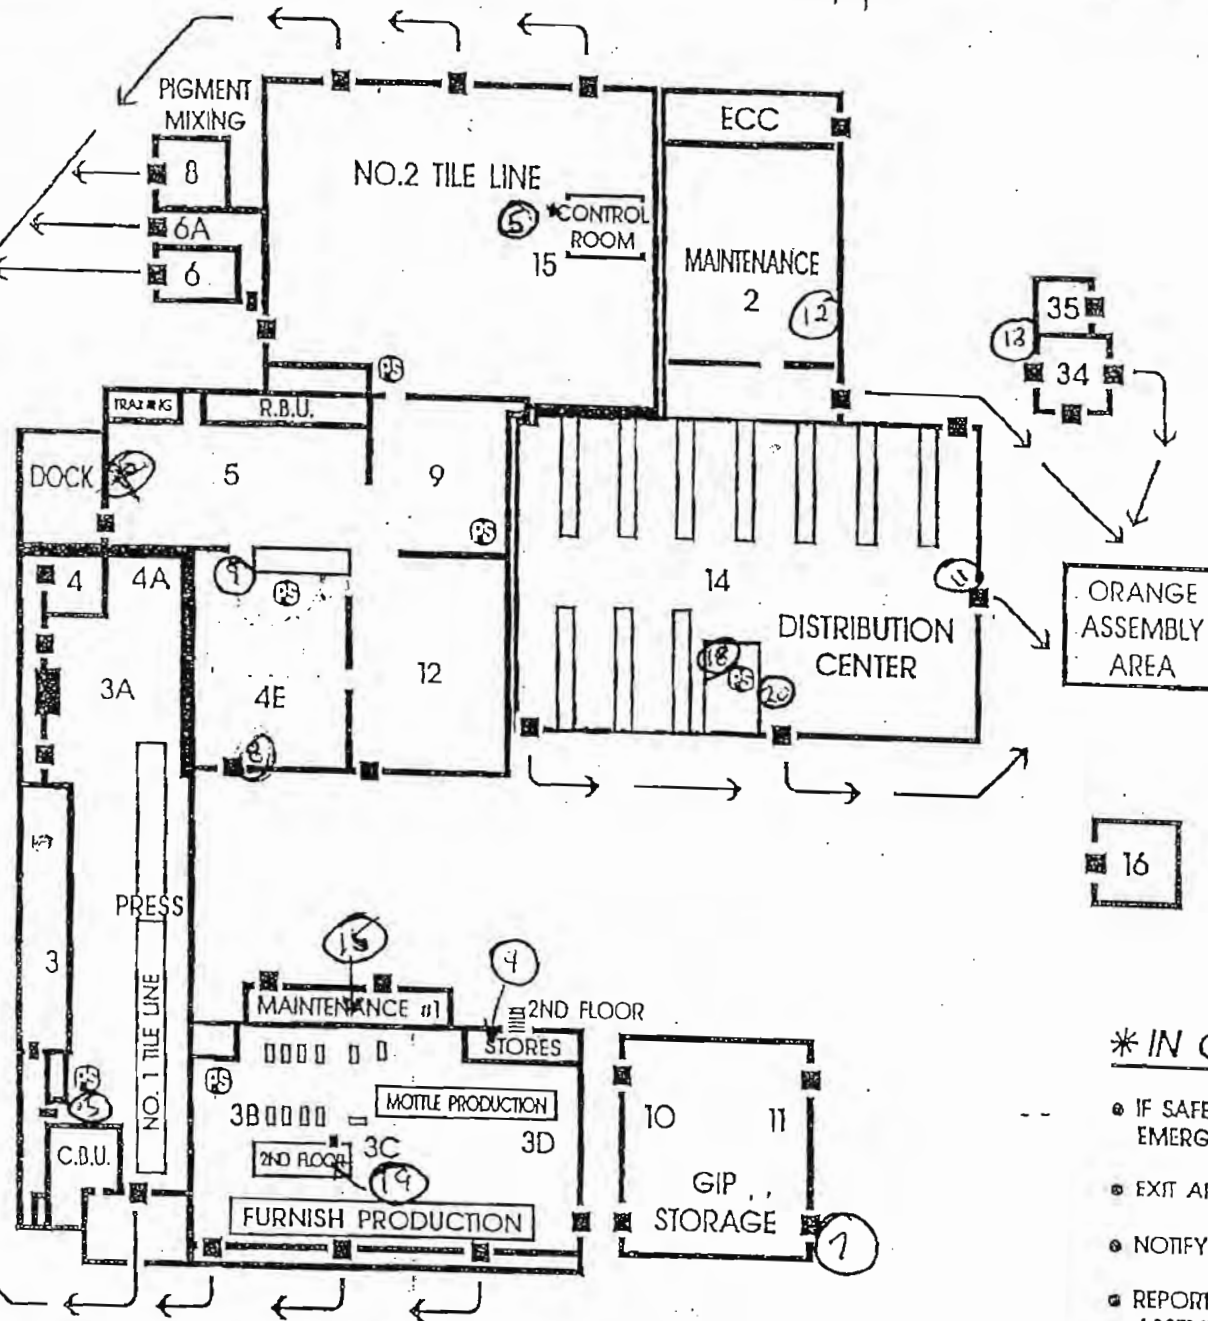 PIGMENT
MIXING
8
6A
6
NO.2 TILE LINE
5
*CONTROL
ROOM
15
ECC
MAINTENANCE
2
12
35
13
34
PS
R.B.U.
DOCK
5
9
PS
4
4A
9
PS
14
11
ORANGE
ASSEMBLY
AREA
DISTRIBUTION
CENTER
18
PS
20
3A
4E
12
8
16
PRESS
3
NO. 1 TILE LINE
15
4
MAINTENANCE #1
2ND FLOOR
STORES
PS
PS
MOTTLE PRODUCTION
3B
3C
3D
2ND FLOOR
19
C.B.U.
FURNISH PRODUCTION
10
11
GIP
STORAGE
7
* IN
IF SAFE
EMERG
EXIT
NOTIFY
REPORT